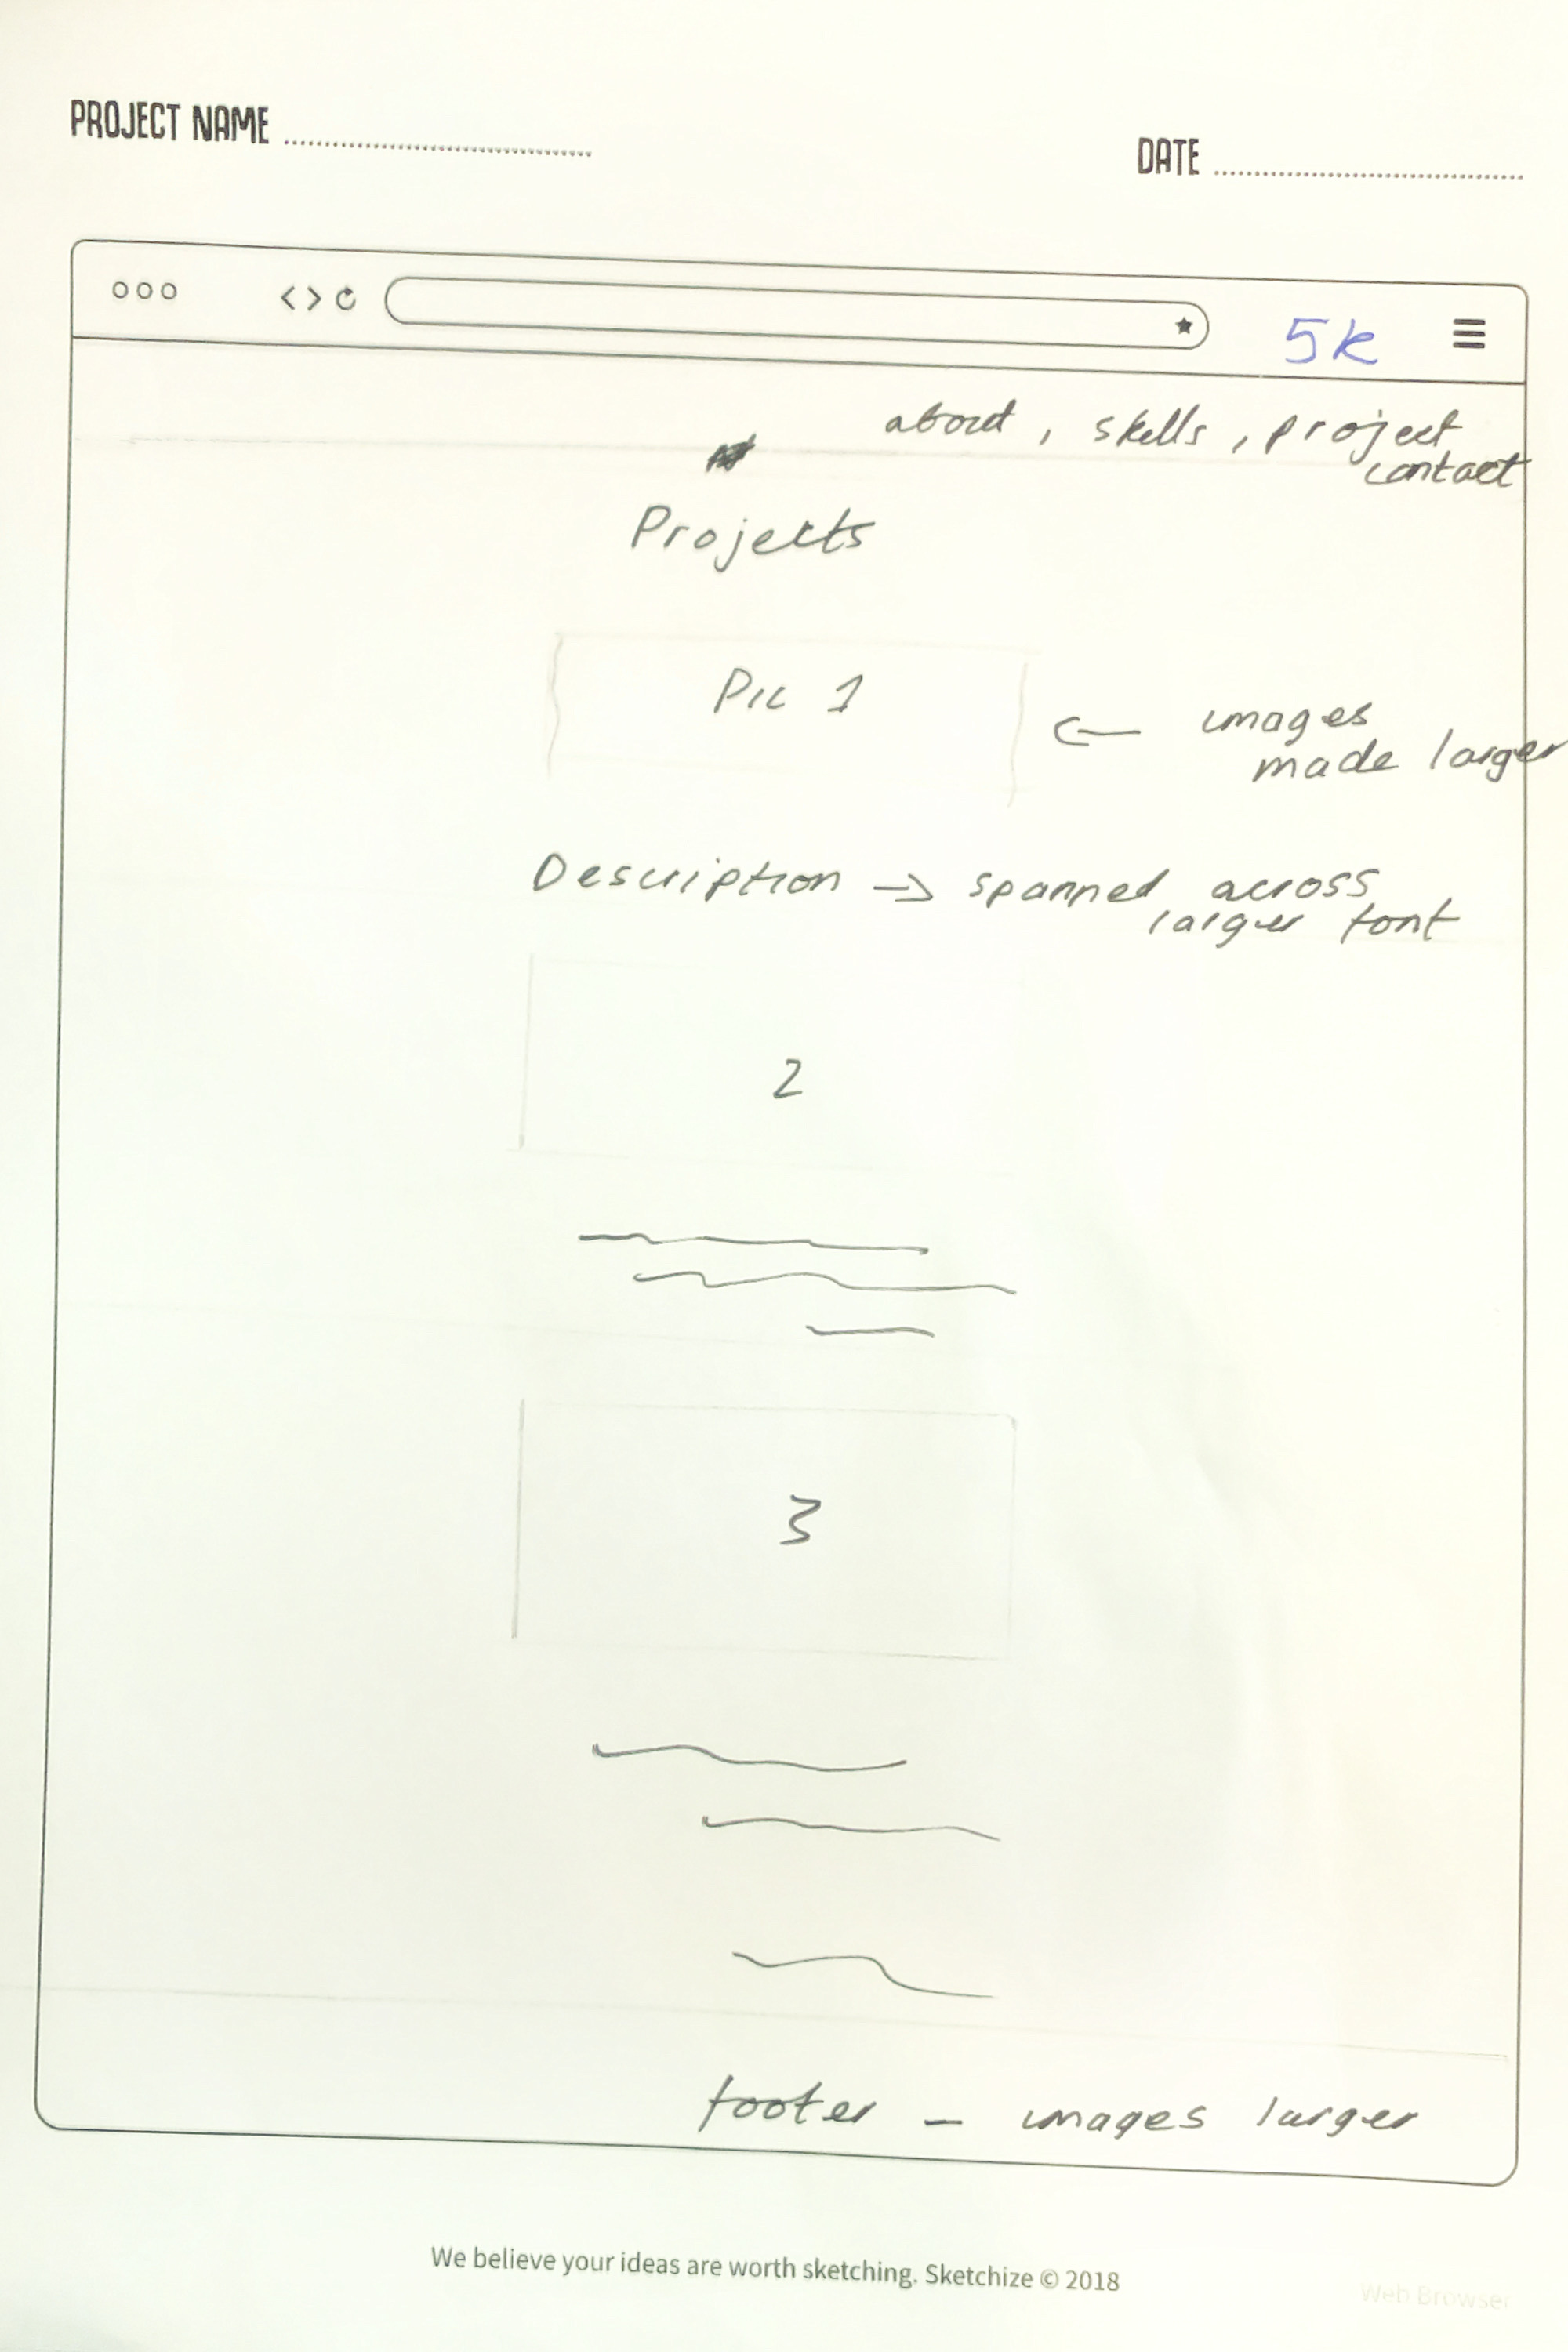 PROJECT NAME
DATE
5k
about, skills, project
contact
Projects
Pic 1
images
made larger
Description → spanned across
larger font
2
3
footer - images larger
We believe your ideas are worth sketching. Sketchize © 2018
Web Browser